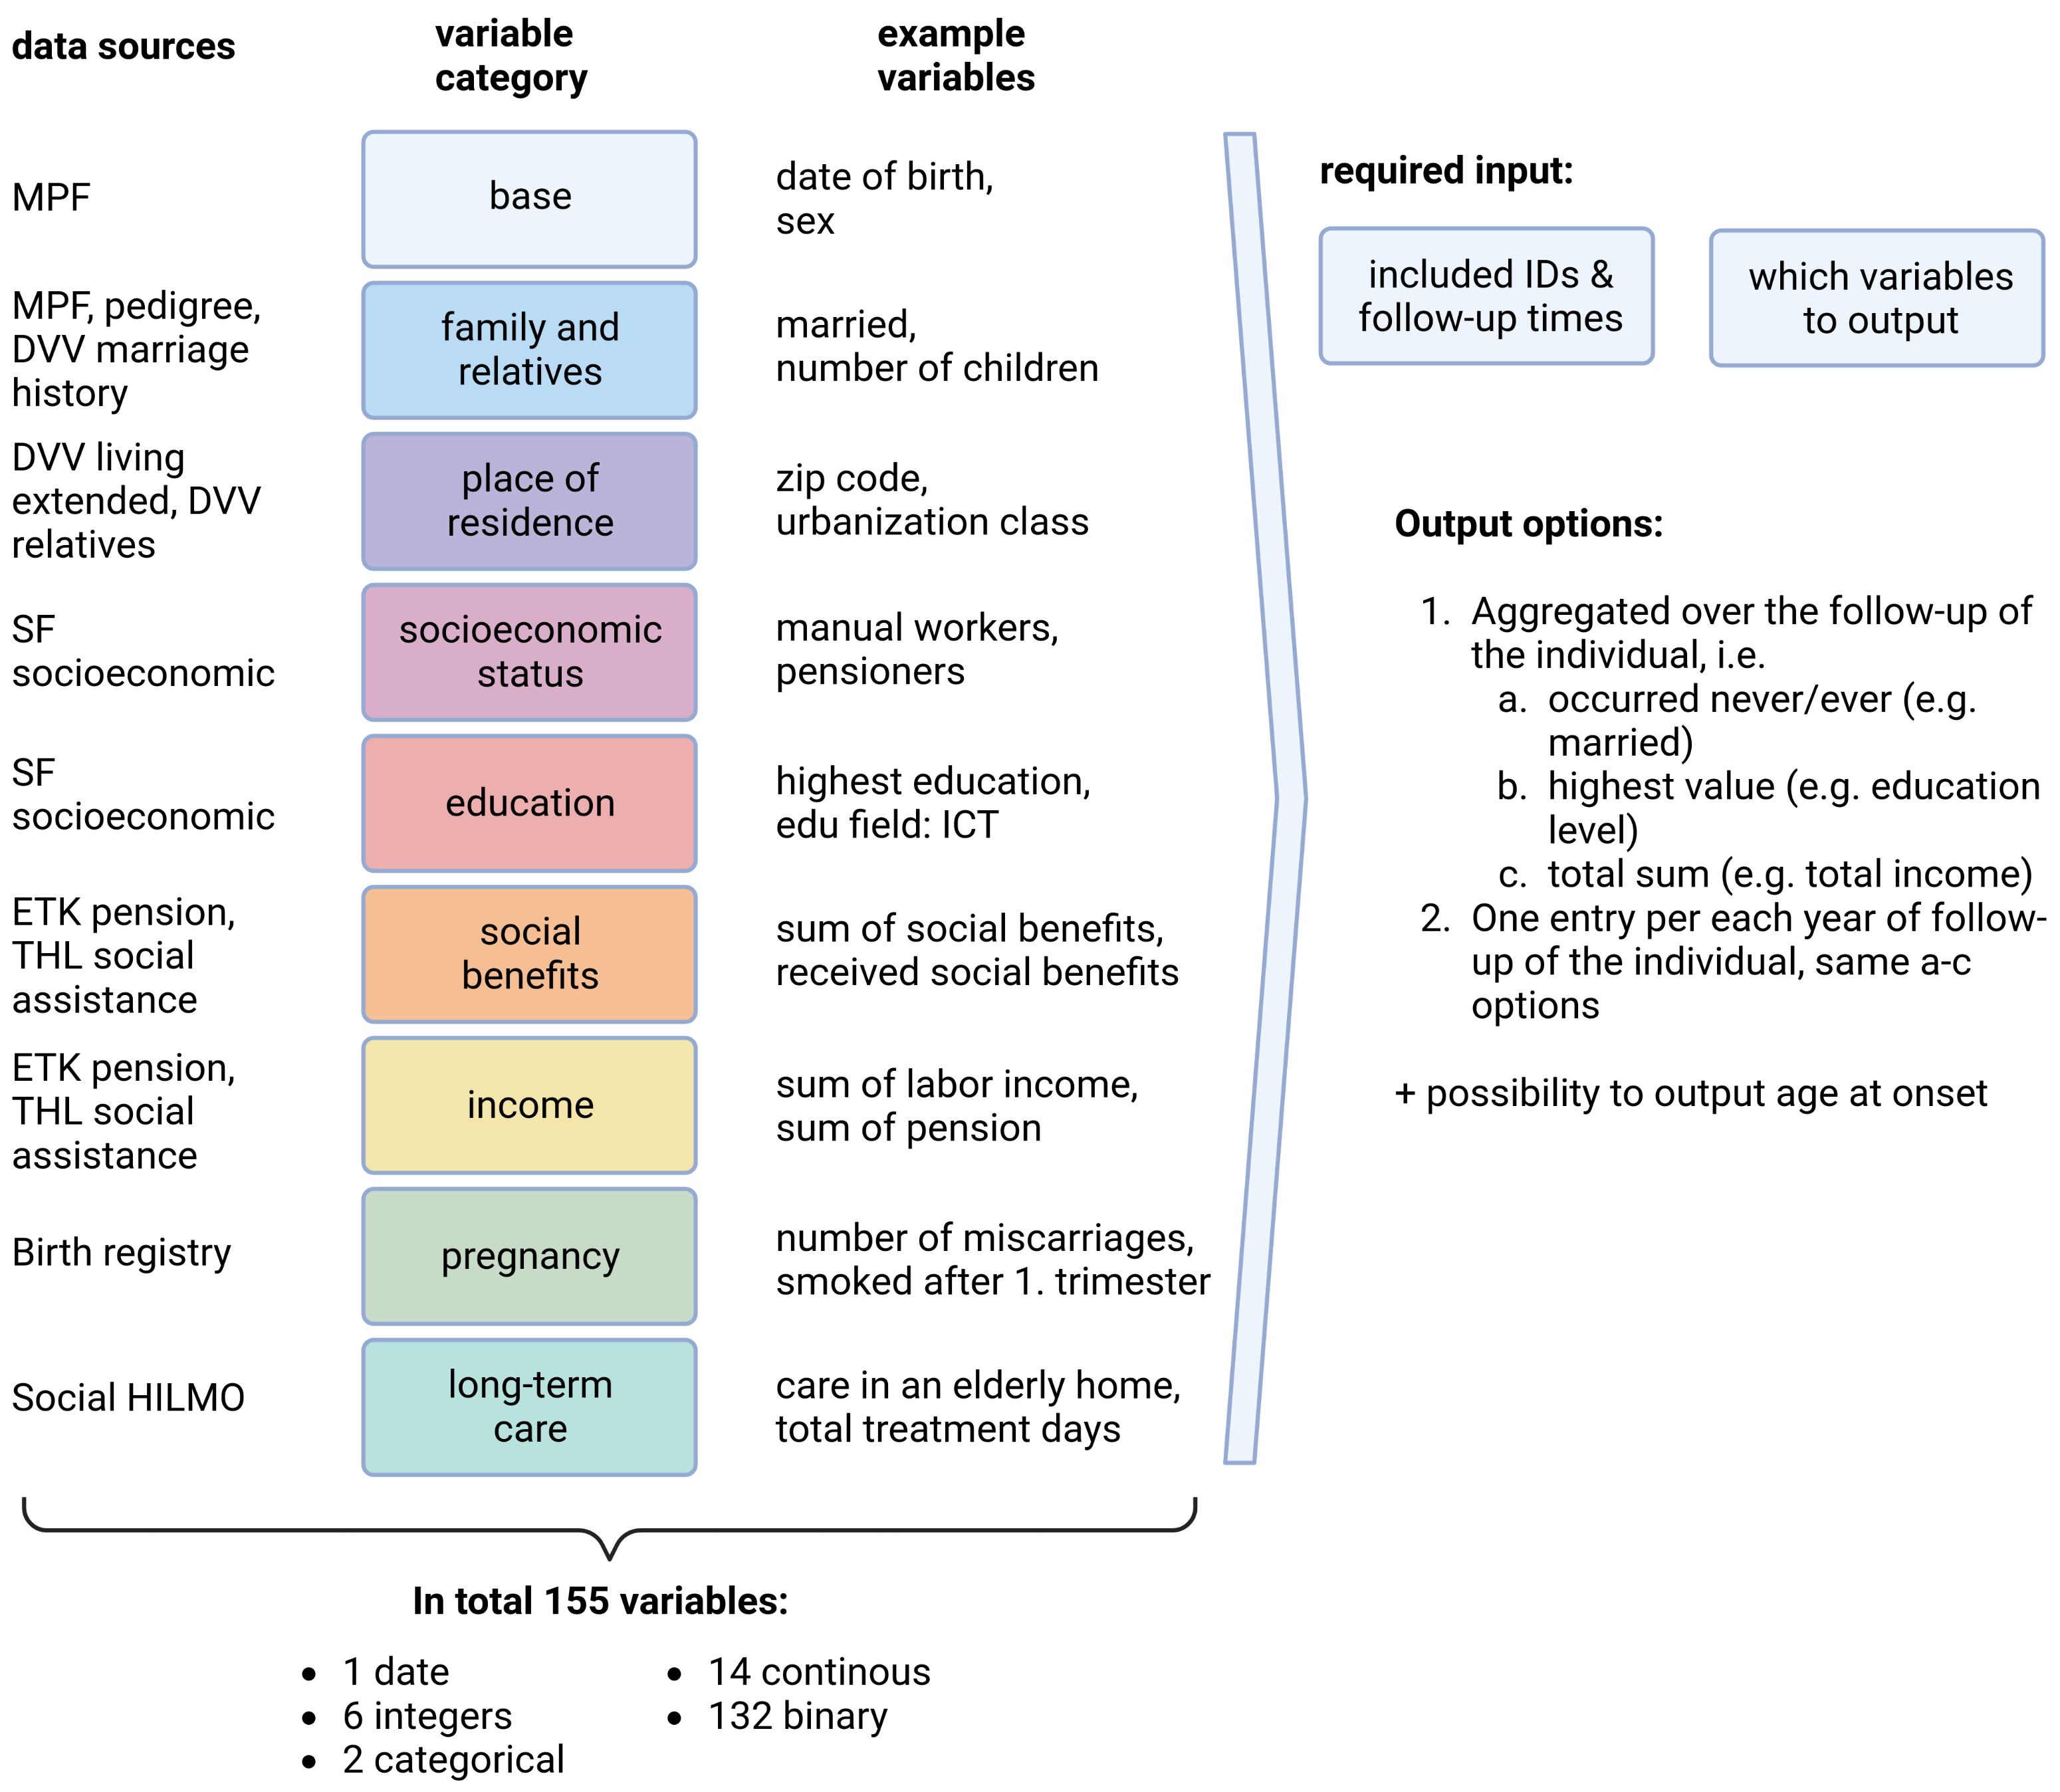 data sources
variable
category
example
variables
MPF
base
date of birth,
sex
MPF, pedigree,
DVV marriage
history
family and
relatives
married,
number of children
DVV living
extended, DVV
relatives
place of
residence
zip code,
urbanization class
SF
socioeconomic
socioeconomic
status
manual workers,
pensioners
SF
socioeconomic
education
highest education,
edu field: ICT
ETK pension,
THL social
assistance
social
benefits
sum of social benefits,
received social benefits
ETK pension,
THL social
assistance
income
sum of labor income,
sum of pension
Birth registry
pregnancy
number of miscarriages,
smoked after 1. trimester
Social HILMO
long-term
care
care in an elderly home,
total treatment days
In total 155 variables:
• 1 date
• 6 integers
• 2 categorical
• 14 continous
• 132 binary
required input:
included IDs &
follow-up times
which variables
to output
Output options:
1. Aggregated over the follow-up of
the individual, i.e.
a. occurred never/ever (e.g.
married)
b. highest value (e.g. education
level)
c. total sum (e.g. total income)
2. One entry per each year of follow-
up of the individual, same a-c
options
+ possibility to output age at onset